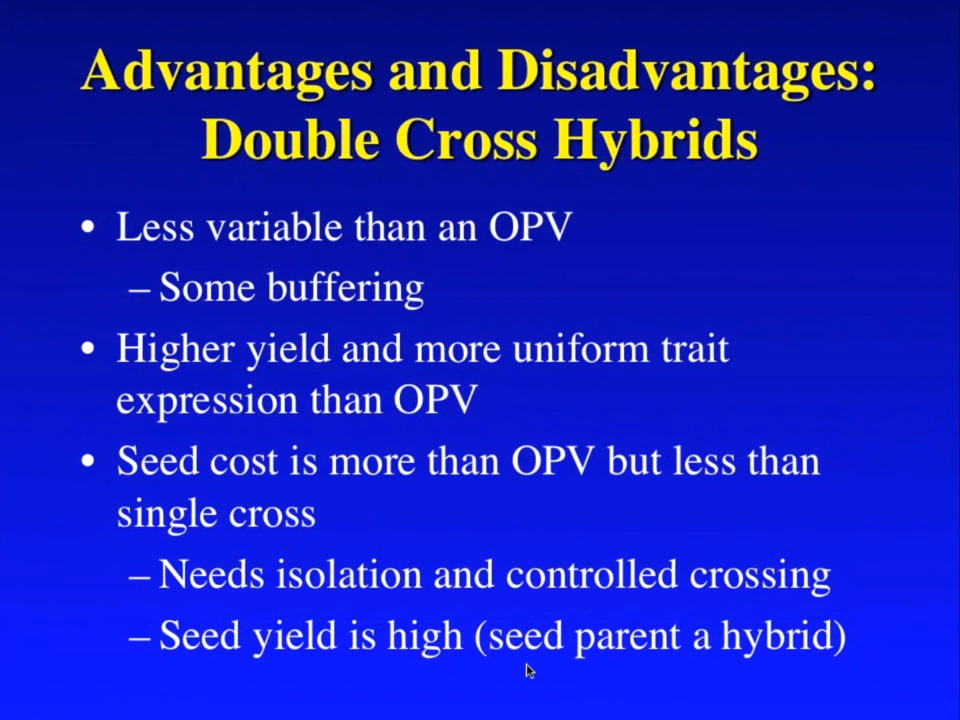 Advantages and Disadvantages:
Double Cross Hybrids
• Less variable than an OPV
– Some buffering
• Higher yield and more uniform trait
expression than OPV
• Seed cost is more than OPV but less than
single cross
– Needs isolation and controlled crossing
– Seed yield is high (seed parent a hybrid)